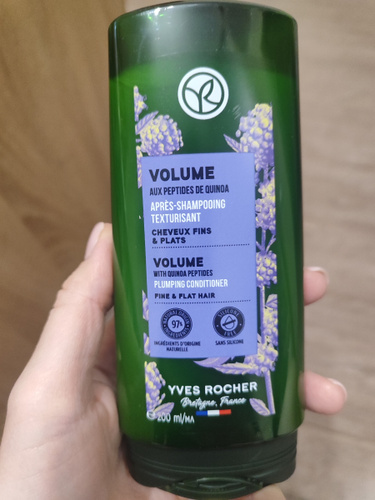 VOLUME
AUX PEPTIDES DE QUINOA
APRÈS-SHAMPOOING
TEXTURISANT
CHEVEUX FINS
& PLATS
VOLUME
WITH QUINOA PEPTIDES
PLUMPING CONDITIONER
FINE & FLAT HAIR
97%
INGRÉDIENTS D'ORIGINE
NATURELLE
SANS SILICONE
YVES ROCHER
Bretagne, France
200 ml/мл